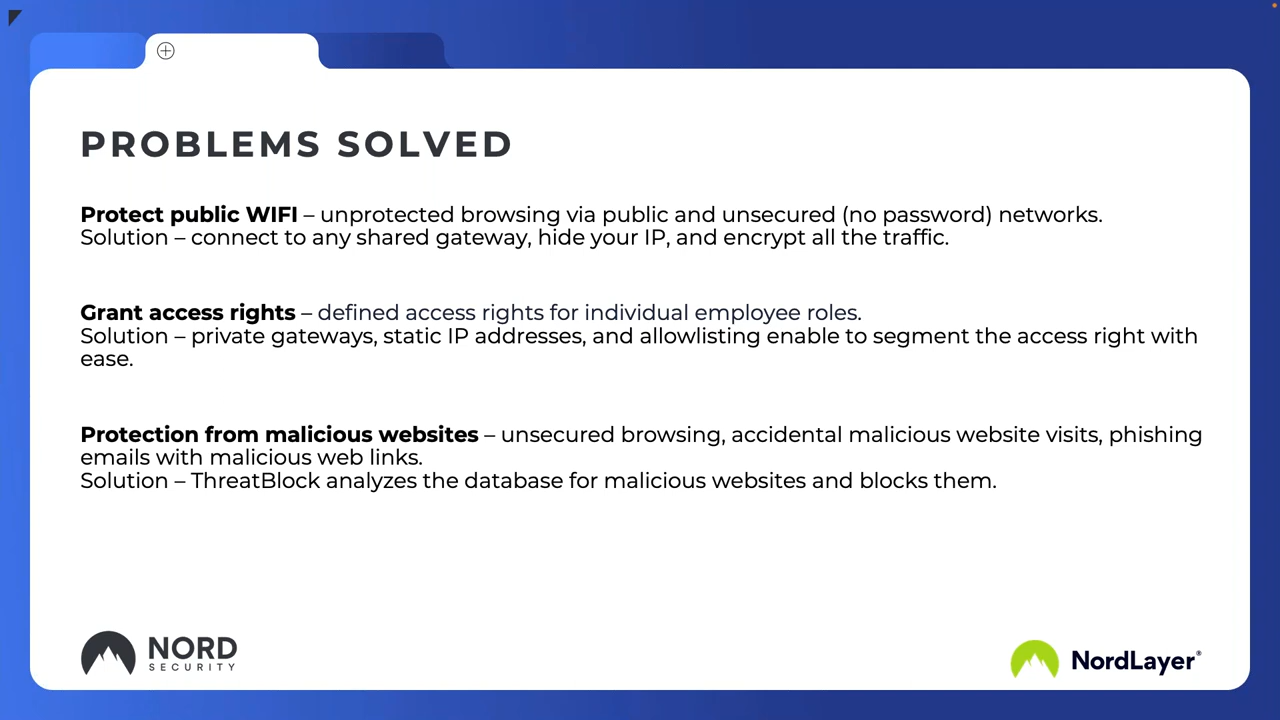 PROBLEMS SOLVED
Protect public WIFI – unprotected browsing via public and unsecured (no password) networks.
Solution – connect to any shared gateway, hide your IP, and encrypt all the traffic.
Grant access rights – defined access rights for individual employee roles.
Solution – private gateways, static IP addresses, and allowlisting enable to segment the access right with
ease.
Protection from malicious websites – unsecured browsing, accidental malicious website visits, phishing
emails with malicious web links.
Solution – ThreatBlock analyzes the database for malicious websites and blocks them.
NORD
SECURITY
NordLayer®